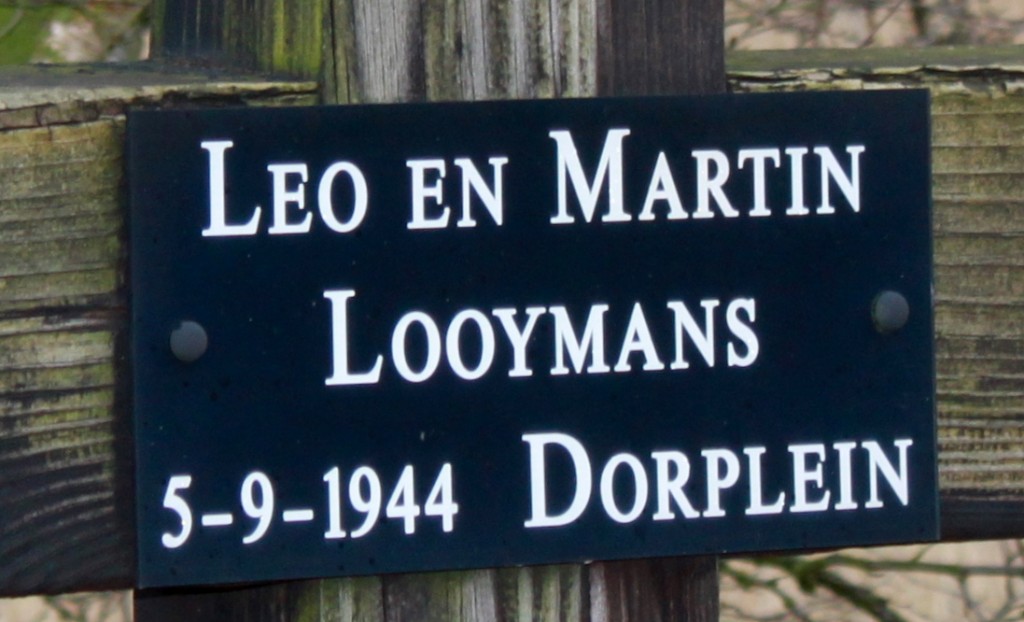 Leo en Martin
Looymans
5-9-1944 Dorplein